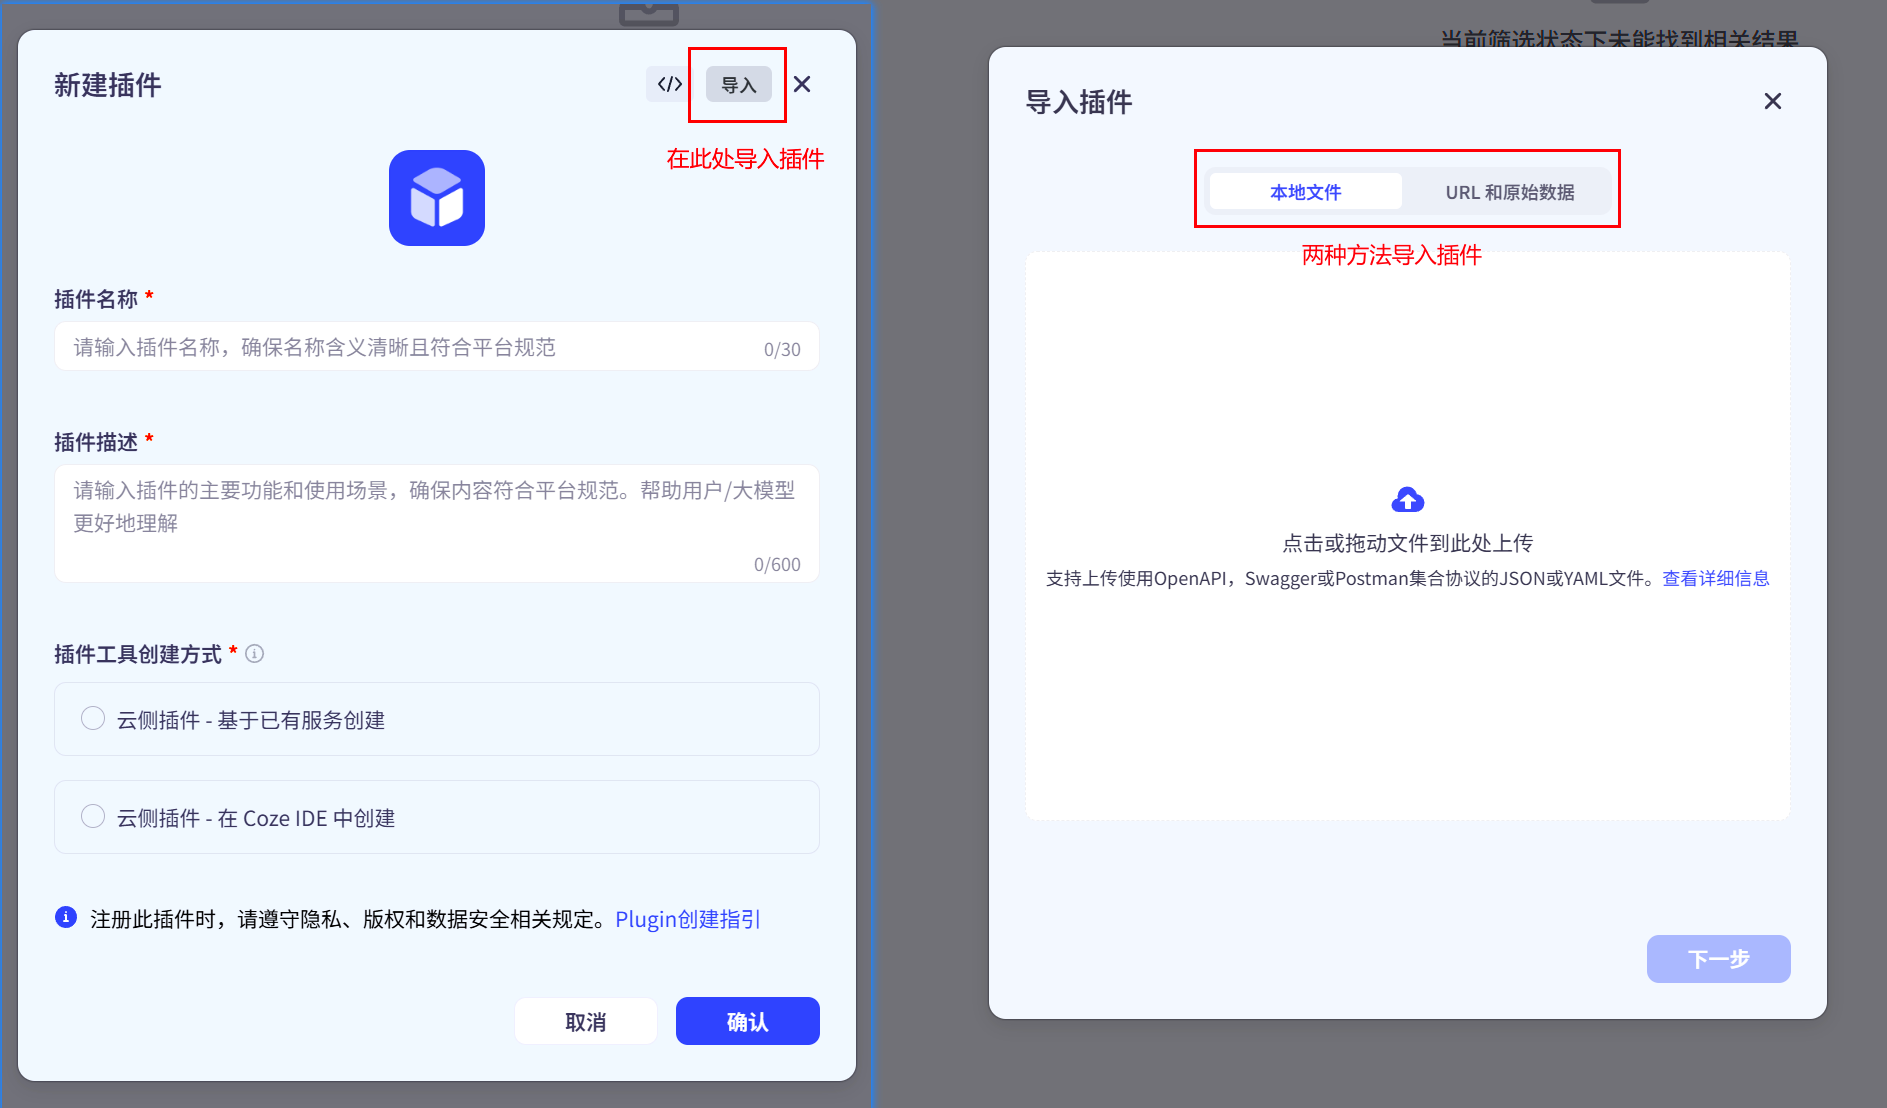 新建插件
</>
导入
在此处导入插件
插件名称 *
请输入插件名称，确保名称含义清晰且符合平台规范
0/30
插件描述 *
请输入插件的主要功能和使用场景，确保内容符合平台规范。帮助用户/大模型
更好地理解
0/600
插件工具创建方式 *
云侧插件 - 基于已有服务创建
云侧插件 - 在 Coze IDE 中创建
注册此插件时，请遵守隐私、版权和数据安全相关规定。Plugin创建指引
取消
确认
当前筛选状态下未能找到相关结果
导入插件
本地文件
URL 和原始数据
两种方法导入插件
点击或拖动文件到此处上传
支持上传使用OpenAPI，Swagger或Postman集合协议的JSON或YAML文件。查看详细信息
下一步